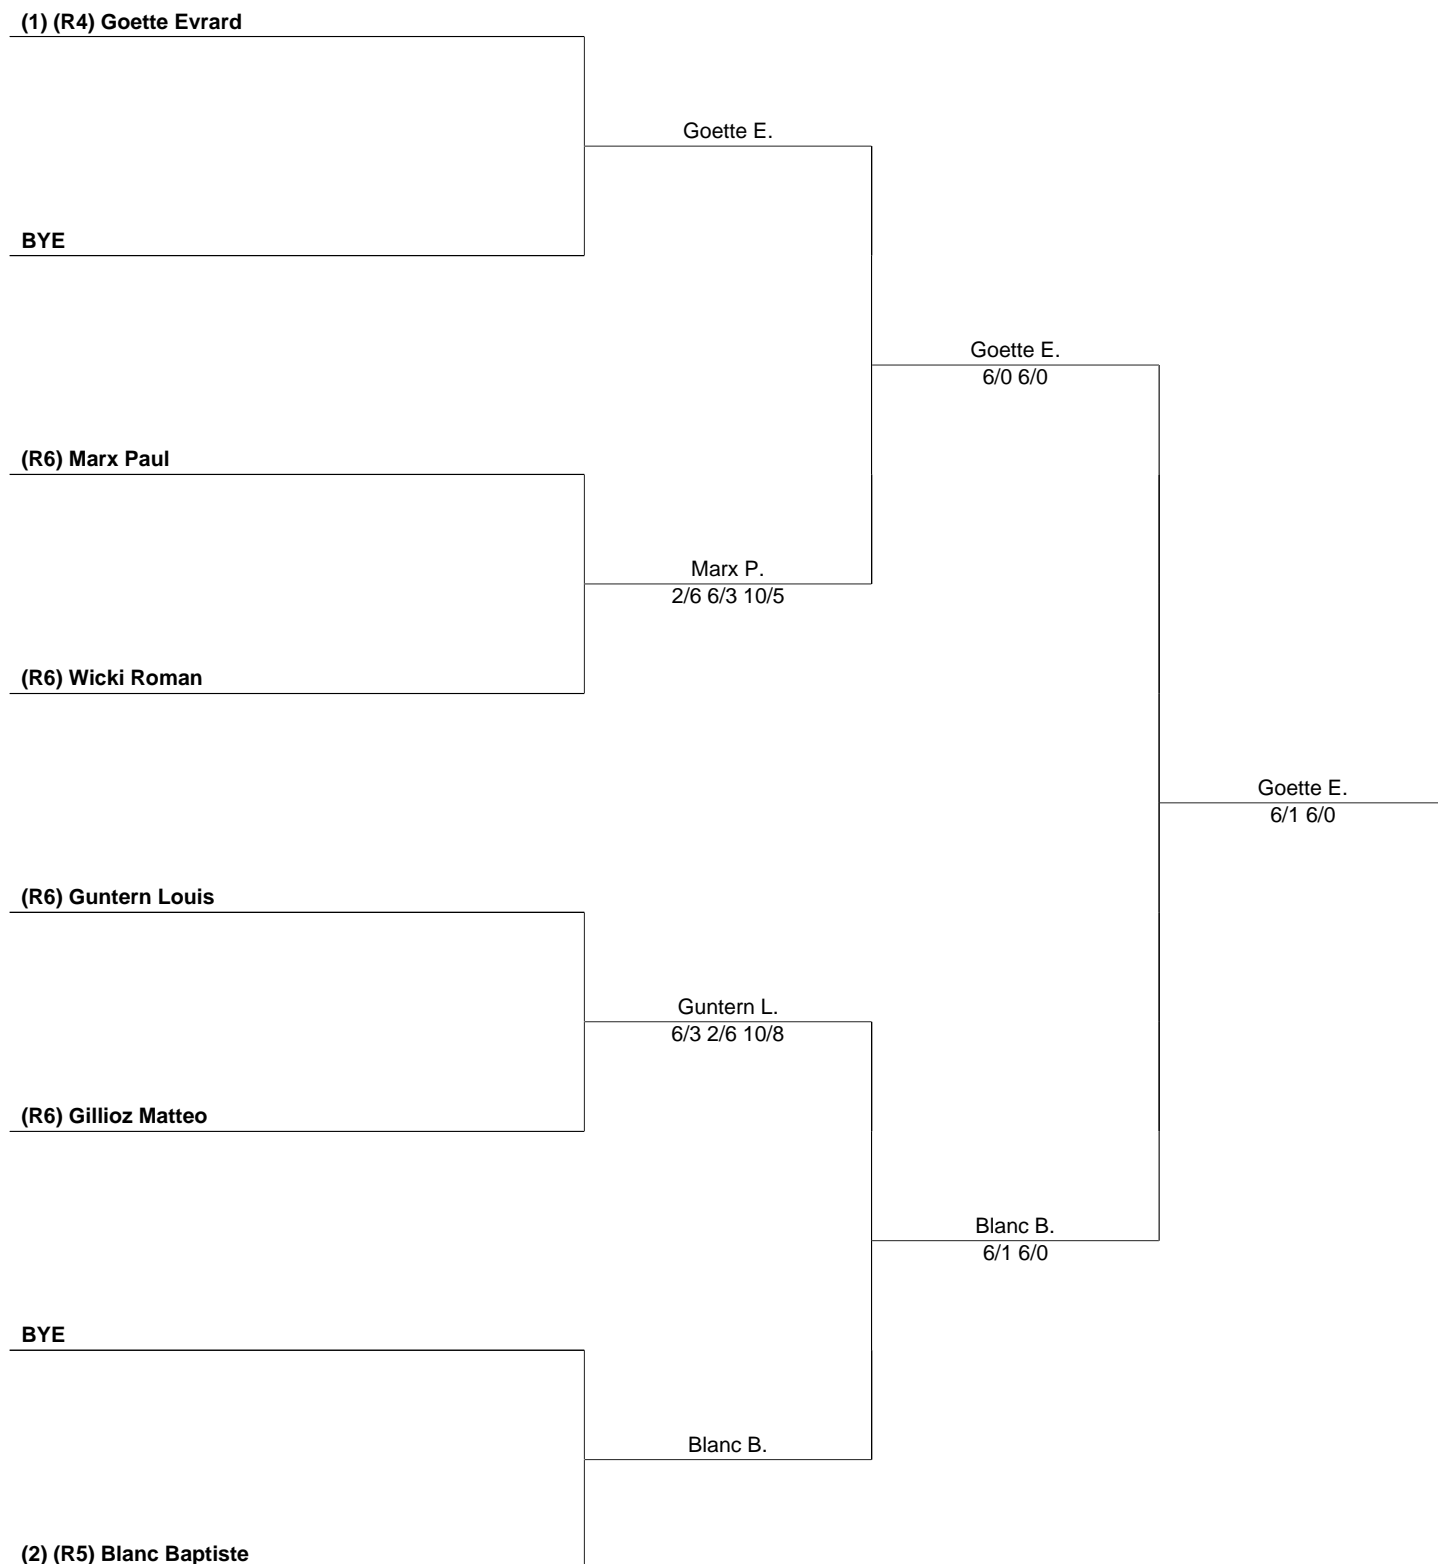 (1) (R4) Goette Evrard
Goette E.
BYE
Goette E.
6/0 6/0
(R6) Marx Paul
Marx P.
2/6 6/3 10/5
(R6) Wicki Roman
Goette E.
6/1 6/0
(R6) Guntern Louis
Guntern L.
6/3 2/6 10/8
(R6) Gillioz Matteo
Blanc B.
6/1 6/0
BYE
Blanc B.
(2) (R5) Blanc Baptiste